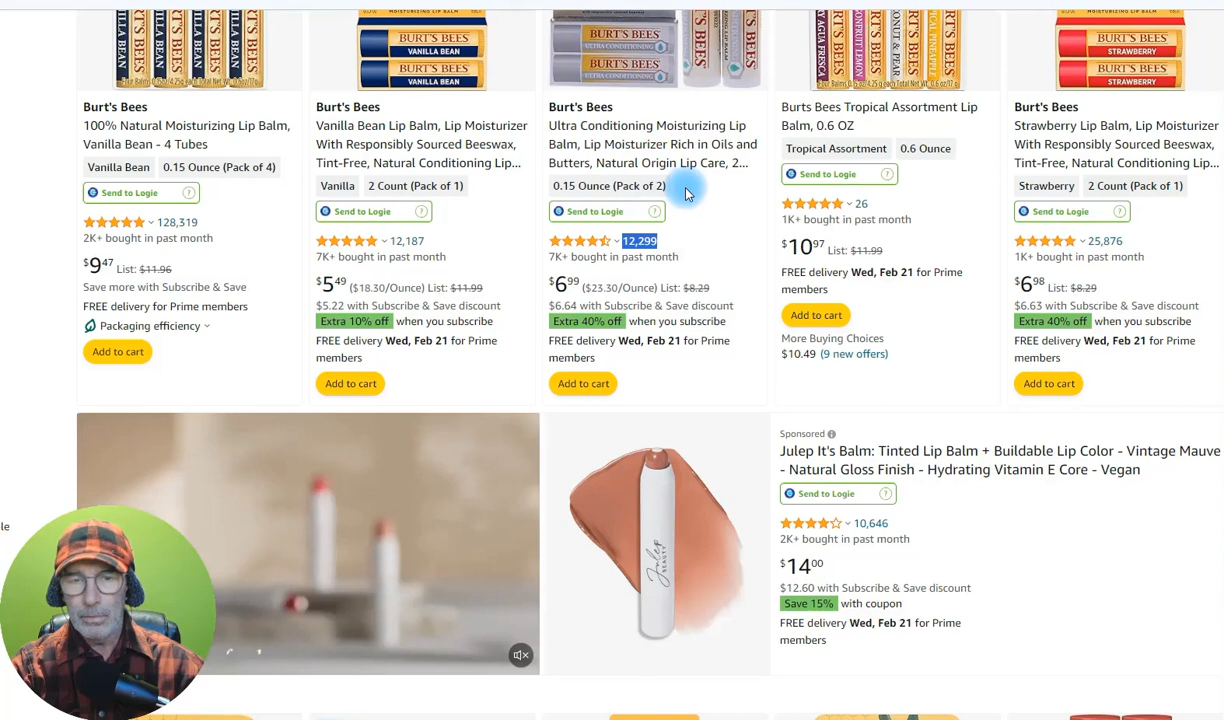 BURT'S BEES
VANILLA BEAN
BURT'S BEES
VANILLA BEAN
BURT'S BEES
ULTRA CONDITIONING
BURT'S BEES
ULTRA CONDITIONING
BURT'S BEES
STRAWBERRY
BURT'S BEES
STRAWBERRY
Burt's Bees
100% Natural Moisturizing Lip Balm,
Vanilla Bean - 4 Tubes
Vanilla Bean
0.15 Ounce (Pack of 4)
Send to Logie ?
128,319
2K+ bought in past month
$9 47 List: $11.96
Save more with Subscribe & Save
FREE delivery for Prime members
Packaging efficiency
Add to cart
Burt's Bees
Vanilla Bean Lip Balm, Lip Moisturizer
With Responsibly Sourced Beeswax,
Tint-Free, Natural Conditioning Lip...
Vanilla
2 Count (Pack of 1)
Send to Logie ?
12,187
7K+ bought in past month
$5 49 ($18.30/Ounce) List: $11.99
$5.22 with Subscribe & Save discount
Extra 10% off when you subscribe
FREE delivery Wed, Feb 21 for Prime
members
Add to cart
Burt's Bees
Ultra Conditioning Moisturizing Lip
Balm, Lip Moisturizer Rich in Oils and
Butters, Natural Origin Lip Care, 2...
0.15 Ounce (Pack of 2)
Send to Logie ?
12,299
7K+ bought in past month
$6 99 ($23.30/Ounce) List: $8.29
$6.64 with Subscribe & Save discount
Extra 40% off when you subscribe
FREE delivery Wed, Feb 21 for Prime
members
Add to cart
Burts Bees Tropical Assortment Lip
Balm, 0.6 OZ
Tropical Assortment
0.6 Ounce
Send to Logie ?
26
1K+ bought in past month
$10 97 List: $11.99
FREE delivery Wed, Feb 21 for Prime
members
Add to cart
More Buying Choices
$10.49 (9 new offers)
Burt's Bees
Strawberry Lip Balm, Lip Moisturizer
With Responsibly Sourced Beeswax,
Tint-Free, Natural Conditioning Lip...
Strawberry
2 Count (Pack of 1)
Send to Logie ?
25,876
1K+ bought in past month
$6 98 List: $8.29
$6.63 with Subscribe & Save discount
Extra 40% off when you subscribe
FREE delivery Wed, Feb 21 for Prime
members
Add to cart
Julep
BEAUTY
Sponsored
Julep It's Balm: Tinted Lip Balm + Buildable Lip Color - Vintage Mauve
- Natural Gloss Finish - Hydrating Vitamin E Core - Vegan
Send to Logie ?
10,646
2K+ bought in past month
$14 00
$12.60 with Subscribe & Save discount
Save 15% with coupon
FREE delivery Wed, Feb 21 for Prime
members